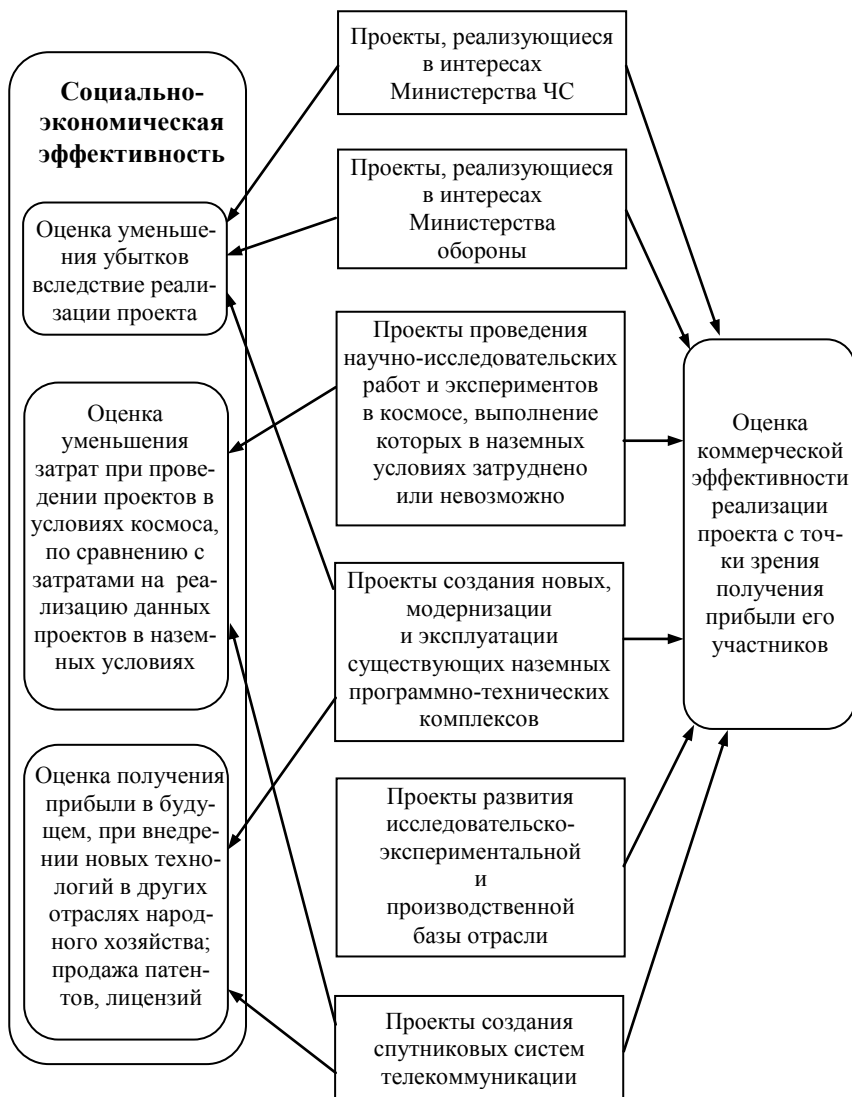 Социально-
экономическая
эффективность
Оценка уменьше-
ния убытков
вследствие реали-
зации проекта
Оценка
уменьшения
затрат при прове-
дении проектов в
условиях космоса,
по сравнению с
затратами на реа-
лизацию данных
проектов в назем-
ных условиях
Оценка получения
прибыли в буду-
щем, при внедре-
нии новых техно-
логий в других
отраслях народ-
ного хозяйства;
продажа патен-
тов, лицензий
Проекты, реализующиеся
в интересах
Министерства ЧС
Проекты, реализующиеся
в интересах
Министерства
обороны
Проекты проведения
научно-исследовательских
работ и экспериментов
в космосе, выполнение
которых в наземных
условиях затруднено
или невозможно
Проекты создания новых,
модернизации
и эксплуатации
существующих наземных
программно-технических
комплексов
Проекты развития
исследовательско-
экспериментальной
и
производственной
базы отрасли
Проекты создания
спутниковых систем
телекоммуникации
Оценка
коммерческой
эффективности
реализации
проекта с точ-
ки зрения
получения
прибыли его
участников